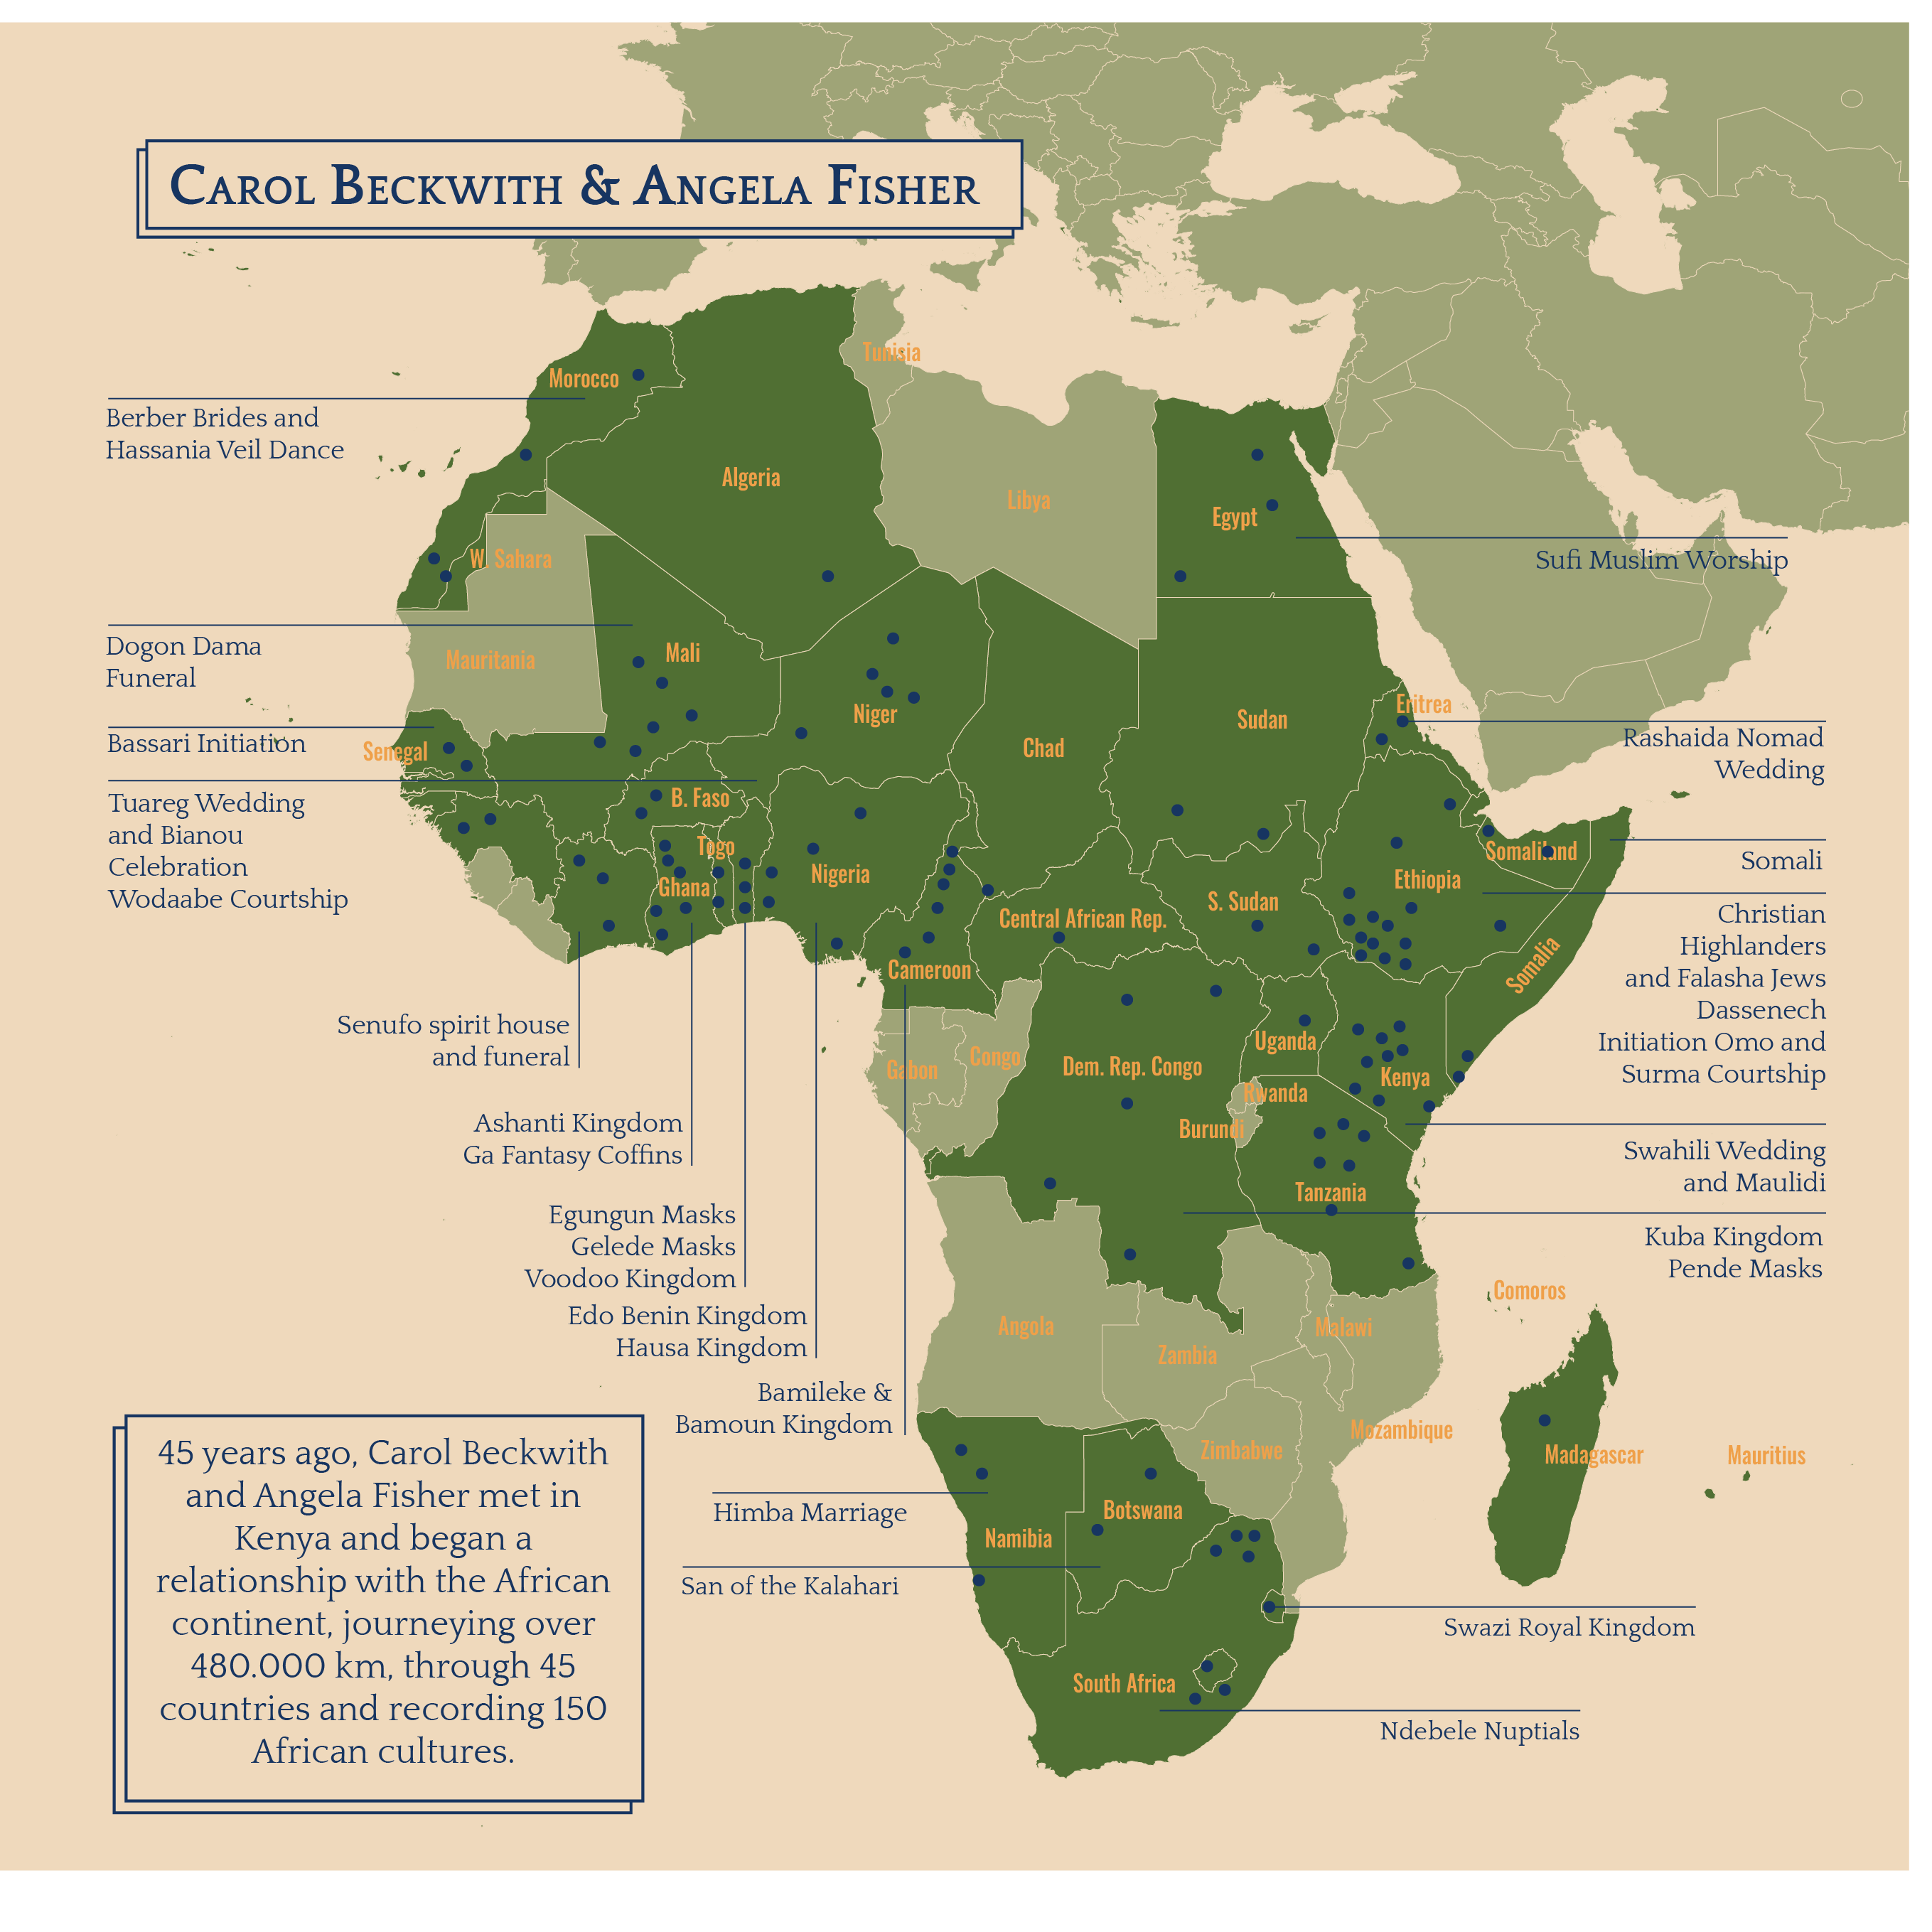 CAROL BECKWITH & ANGELA FISHER
Tunisia
Morocco
Berber Brides and
Hassania Veil Dance
Algeria
Libya
Egypt
W. Sahara
Sufi Muslim Worship
Dogon Dama
Funeral
Mali
Mauritania
Niger
Sudan
Eritrea
Chad
Rashaida Nomad
Wedding
Bassari Initiation
Senegal
Tuareg Wedding
and Bianou
Celebration
Wodaabe Courtship
B. Faso
Togo
Ghana
Nigeria
Somaliland
Somali
Ethiopia
S. Sudan
Central African Rep.
Cameroon
Somalia
Christian
Highlanders
and Falasha Jews
Dassenech
Initiation Omo and
Surma Courtship
Senufo spirit house
and funeral
Gabon
Congo
Dem. Rep. Congo
Uganda
Kenya
Rwanda
Burundi
Ashanti Kingdom
Ga Fantasy Coffins
Swahili Wedding
and Maulidi
Tanzania
Egungun Masks
Gelede Masks
Voodoo Kingdom
Kuba Kingdom
Pende Masks
Comoros
Edo Benin Kingdom
Hausa Kingdom
Angola
Malawi
Zambia
Bamileke &
Bamoun Kingdom
Mozambique
Zimbabwe
Madagascar
Mauritius
45 years ago, Carol Beckwith
and Angela Fisher met in
Kenya and began a
relationship with the African
continent, journeying over
480.000 km, through 45
countries and recording 150
African cultures.
Himba Marriage
Botswana
Namibia
San of the Kalahari
Swazi Royal Kingdom
South Africa
Ndebele Nuptials